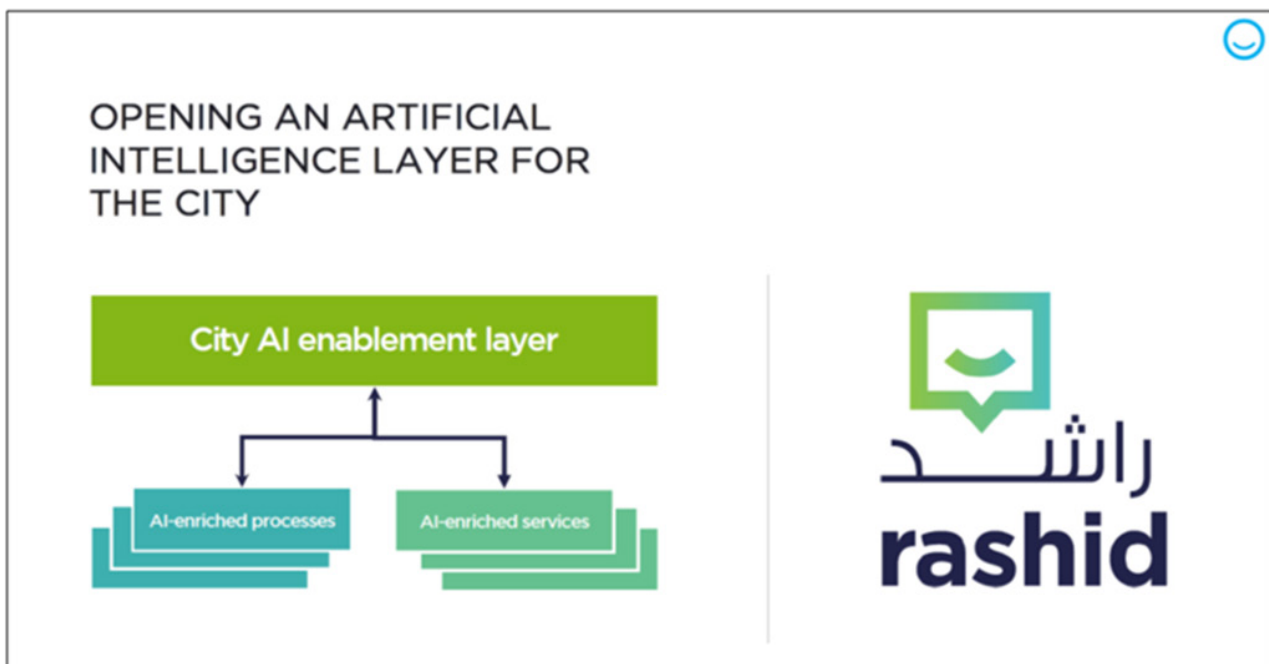 OPENING AN ARTIFICIAL
INTELLIGENCE LAYER FOR
THE CITY
City AI enablement layer
AI-enriched processes
AI-enriched services
راشد
rashid